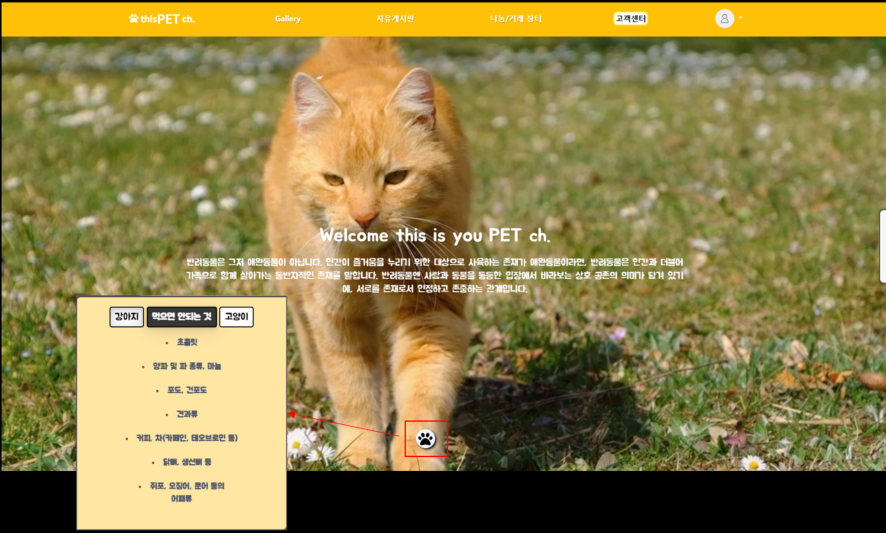 thisPET ch.
Gallery
자유게시판
나눔/거래 장터
고객센터
Welcome this is you PET ch.
반려동물은 그저 애완동물이 아닙니다. 인간이 즐거움을 누리기 위한 대상으로 사육하는 존재가 애완동물이라면, 반려동물은 인간과 더불어
가족으로 함께 살아가는 동반자적인 존재를 말합니다. 반려동물엔 사람과 동물을 동등한 입장에서 바라보는 상호 공존의 의미가 담겨 있기
에, 서로를 존재로서 인정하고 존중하는 관계입니다.
강아지
먹으면 안되는 것
고양이
• 초콜릿
• 양파 및 파 종류, 마늘
• 포도, 건포도
• 견과류
• 커피, 차(카페인, 테오브로민 등)
• 닭뼈, 생선뼈 등
• 쥐포, 오징어, 문어 등의
어패류